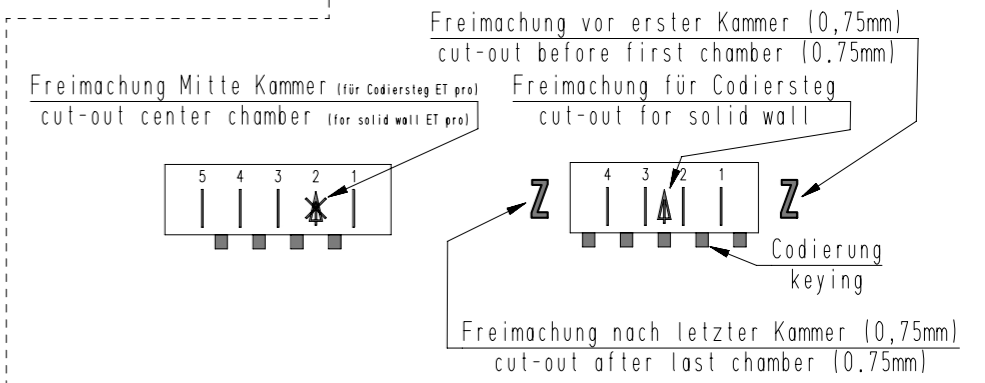 Freimachung vor erster Kammer (0,75mm)
cut-out before first chamber (0.75mm)
Freimachung Mitte Kammer (für Codiersteg ET pro)
cut-out center chamber (for solid wall ET pro)
Freimachung für Codiersteg
cut-out for solid wall
5 4 3 2 1
Z 4 3 2 1 Z
Codierung
keying
Freimachung nach letzter Kammer (0,75mm)
cut-out after last chamber (0.75mm)